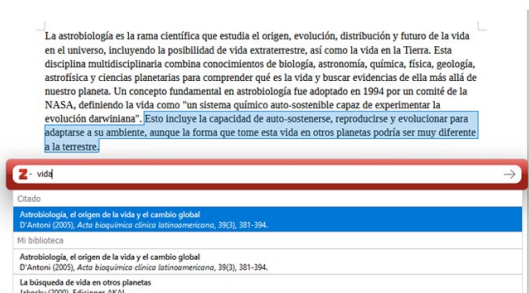 La astrobiología es la rama científica que estudia el origen, evolución, distribución y futuro de la vida
en el universo, incluyendo la posibilidad de vida extraterrestre, así como la vida en la Tierra. Esta
disciplina multidisciplinaria combina conocimientos de biología, astronomía, química, física, geología,
astrofísica y ciencias planetarias para comprender qué es la vida y buscar evidencias de ella más allá de
nuestro planeta. Un concepto fundamental en astrobiología fue adoptado en 1994 por un comité de la
NASA, definiendo la vida como "un sistema químico auto-sostenible capaz de experimentar la
evolución darwiniana". Esto incluye la capacidad de auto-sostenerse, reproducirse y evolucionar para
adaptarse a su ambiente, aunque la forma que tome esta vida en otros planetas podría ser muy diferente
a la terrestre.
Z - vida
Citado
Astrobiología, el origen de la vida y el cambio global
D'Antoni (2005), Acta bioquímica clínica latinoamericana, 39(3), 381-394.
Mi biblioteca
Astrobiología, el origen de la vida y el cambio global
D'Antoni (2005), Acta bioquímica clínica latinoamericana, 39(3), 381-394.
La búsqueda de vida en otros planetas
Jakosky (2000), Ediciones AKAL.